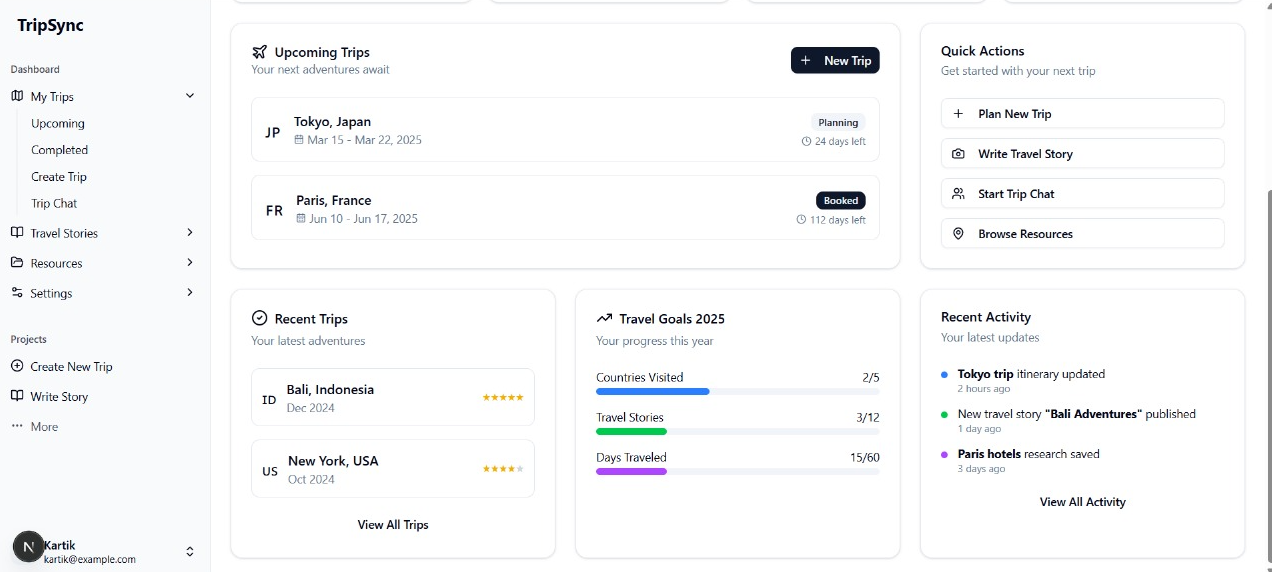 TripSync
Dashboard
My Trips
Upcoming
Completed
Create Trip
Trip Chat
Travel Stories
Resources
Settings
Projects
Create New Trip
Write Story
More
N
Kartik
kartik@example.com
Upcoming Trips
Your next adventures await
New Trip
JP
Tokyo, Japan
Mar 15 - Mar 22, 2025
Planning
24 days left
FR
Paris, France
Jun 10 - Jun 17, 2025
Booked
112 days left
Quick Actions
Get started with your next trip
Plan New Trip
Write Travel Story
Start Trip Chat
Browse Resources
Recent Trips
Your latest adventures
ID
Bali, Indonesia
Dec 2024
US
New York, USA
Oct 2024
View All Trips
Travel Goals 2025
Your progress this year
Countries Visited 2/5
Travel Stories 3/12
Days Traveled 15/60
Recent Activity
Your latest updates
Tokyo trip itinerary updated
2 hours ago
New travel story "Bali Adventures" published
1 day ago
Paris hotels research saved
3 days ago
View All Activity